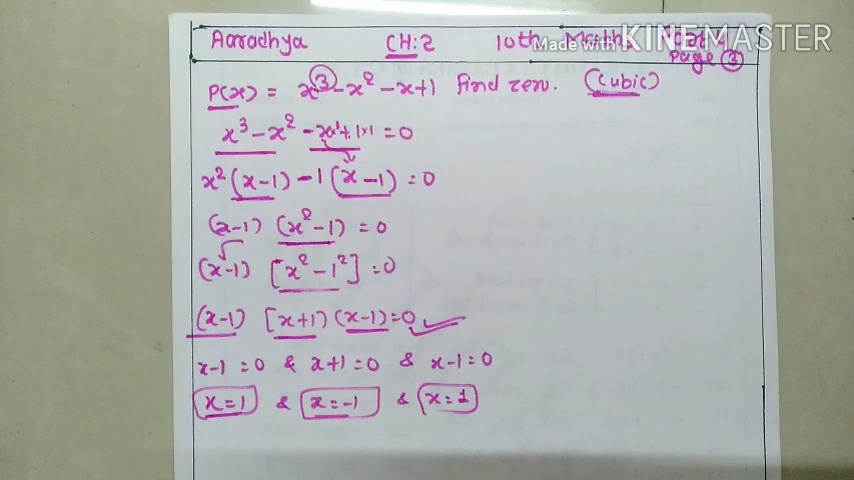 Aaradhya CH:2 10th Maths
Made with KINEMASTER
Page ③
P(x) = x³ - x² - x + 1 Find zero. (Cubic)
x³ - x² - x×1 + 1×1 = 0
x² (x-1) - 1 (x-1) = 0
(x-1) (x² - 1) = 0
(x-1) [x² - 1²] = 0
(x-1) [x+1) (x-1) = 0
x-1 = 0 & x+1 = 0 & x-1 = 0
x=1 & x=-1 & x=1